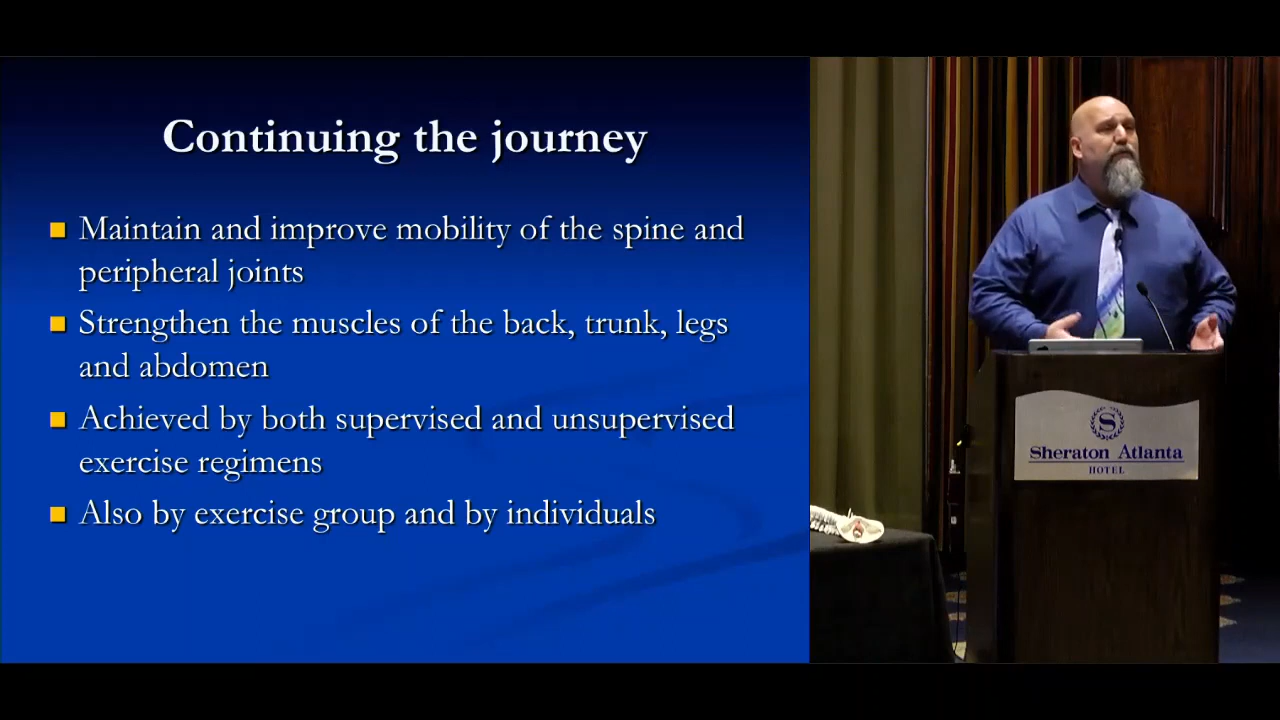 Continuing the journey
Maintain and improve mobility of the spine and
peripheral joints
Strengthen the muscles of the back, trunk, legs
and abdomen
Achieved by both supervised and unsupervised
exercise regimens
Also by exercise group and by individuals
S
Sheraton Atlanta
HOTEL